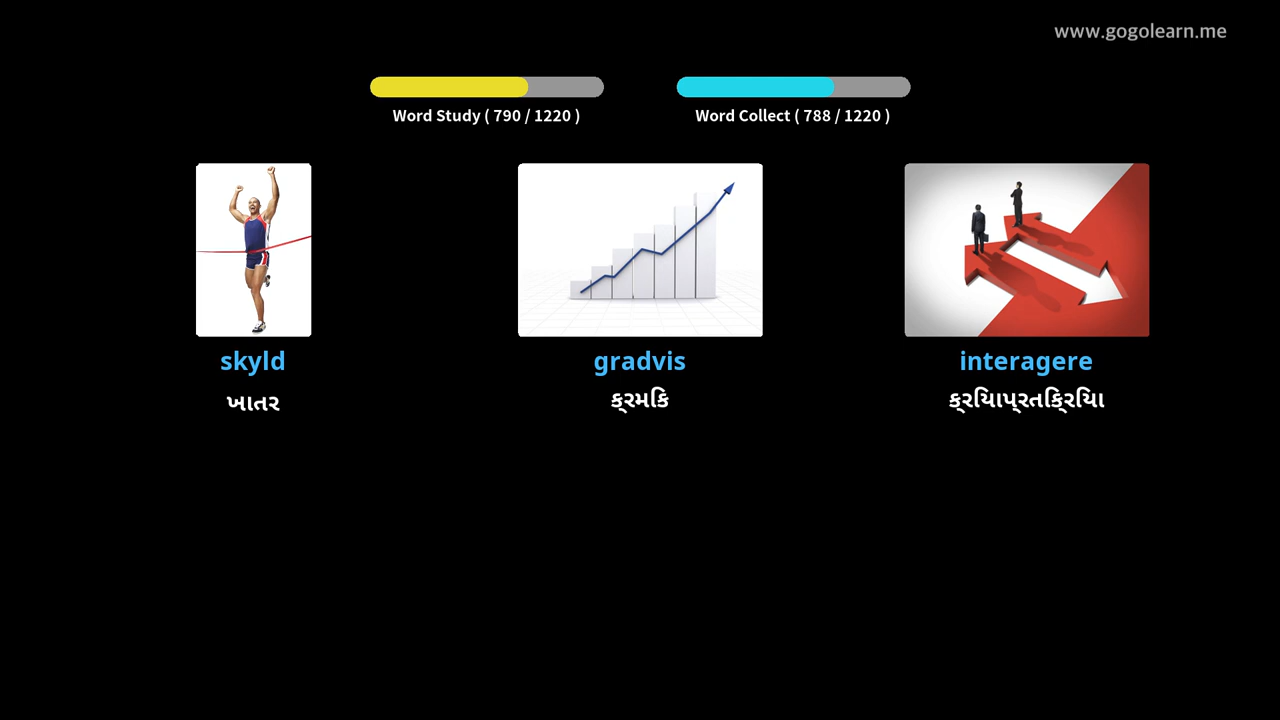 www.gogolearn.me
Word Study ( 790 / 1220 )
Word Collect ( 788 / 1220 )
skyld
gradvis
interagere
ખાતર
ક્રમિક
ક્રિયાપ્રતિક્રિયા